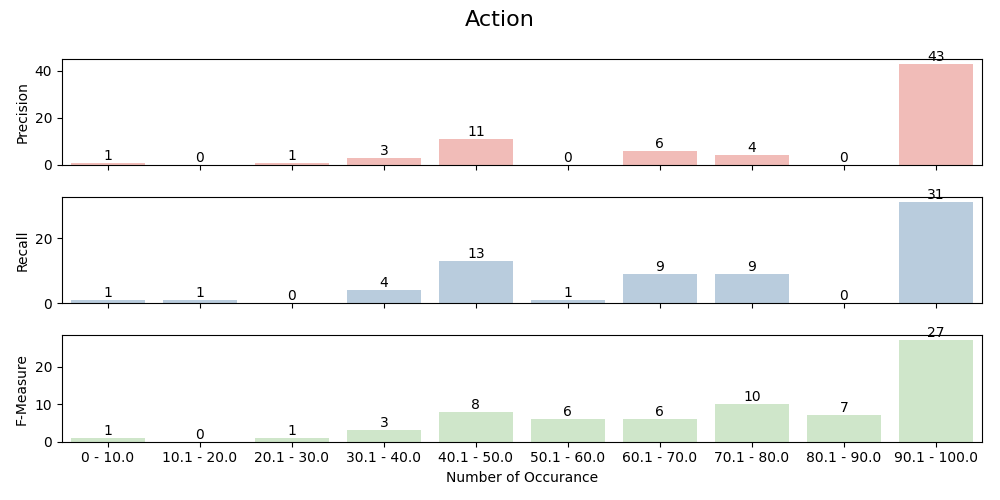 Action
Precision
40
20
0
1 0 1 3 11 0 6 4 0 43
Recall
20
0
1 1 0 4 13 1 9 9 0 31
F-Measure
20
10
0
1 0 1 3 8 6 6 10 7 27
0 - 10.0 10.1 - 20.0 20.1 - 30.0 30.1 - 40.0 40.1 - 50.0 50.1 - 60.0 60.1 - 70.0 70.1 - 80.0 80.1 - 90.0 90.1 - 100.0
Number of Occurance